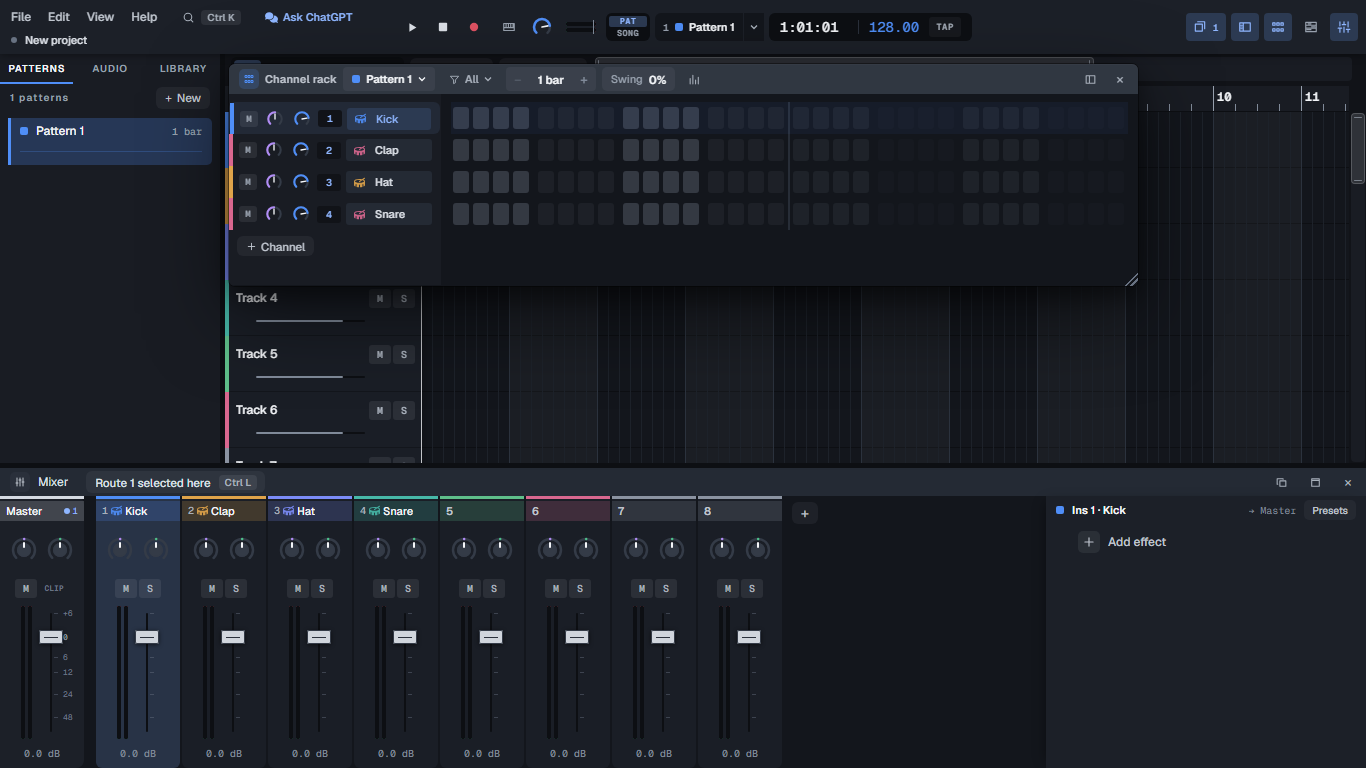 File Edit View Help Ctrl K Ask ChatGPT
New project
PAT
SONG
1 Pattern 1
1:01:01 128.00 TAP
1
PATTERNS AUDIO LIBRARY
1 patterns + New
Pattern 1 1 bar
Channel rack Pattern 1 All − 1 bar + Swing 0%
M 1 Kick
M 2 Clap
M 3 Hat
M 4 Snare
+ Channel
10 11
Track 4 M S
Track 5 M S
Track 6 M S
Mixer Route 1 selected here Ctrl L
Master 1 1 Kick 2 Clap 3 Hat 4 Snare 5 6 7 8 +
M CLIP M S M S M S M S M S M S M S M S
+6
0
6
12
24
48
0.0 dB 0.0 dB 0.0 dB 0.0 dB 0.0 dB 0.0 dB 0.0 dB 0.0 dB 0.0 dB
Ins 1 · Kick → Master Presets
+ Add effect